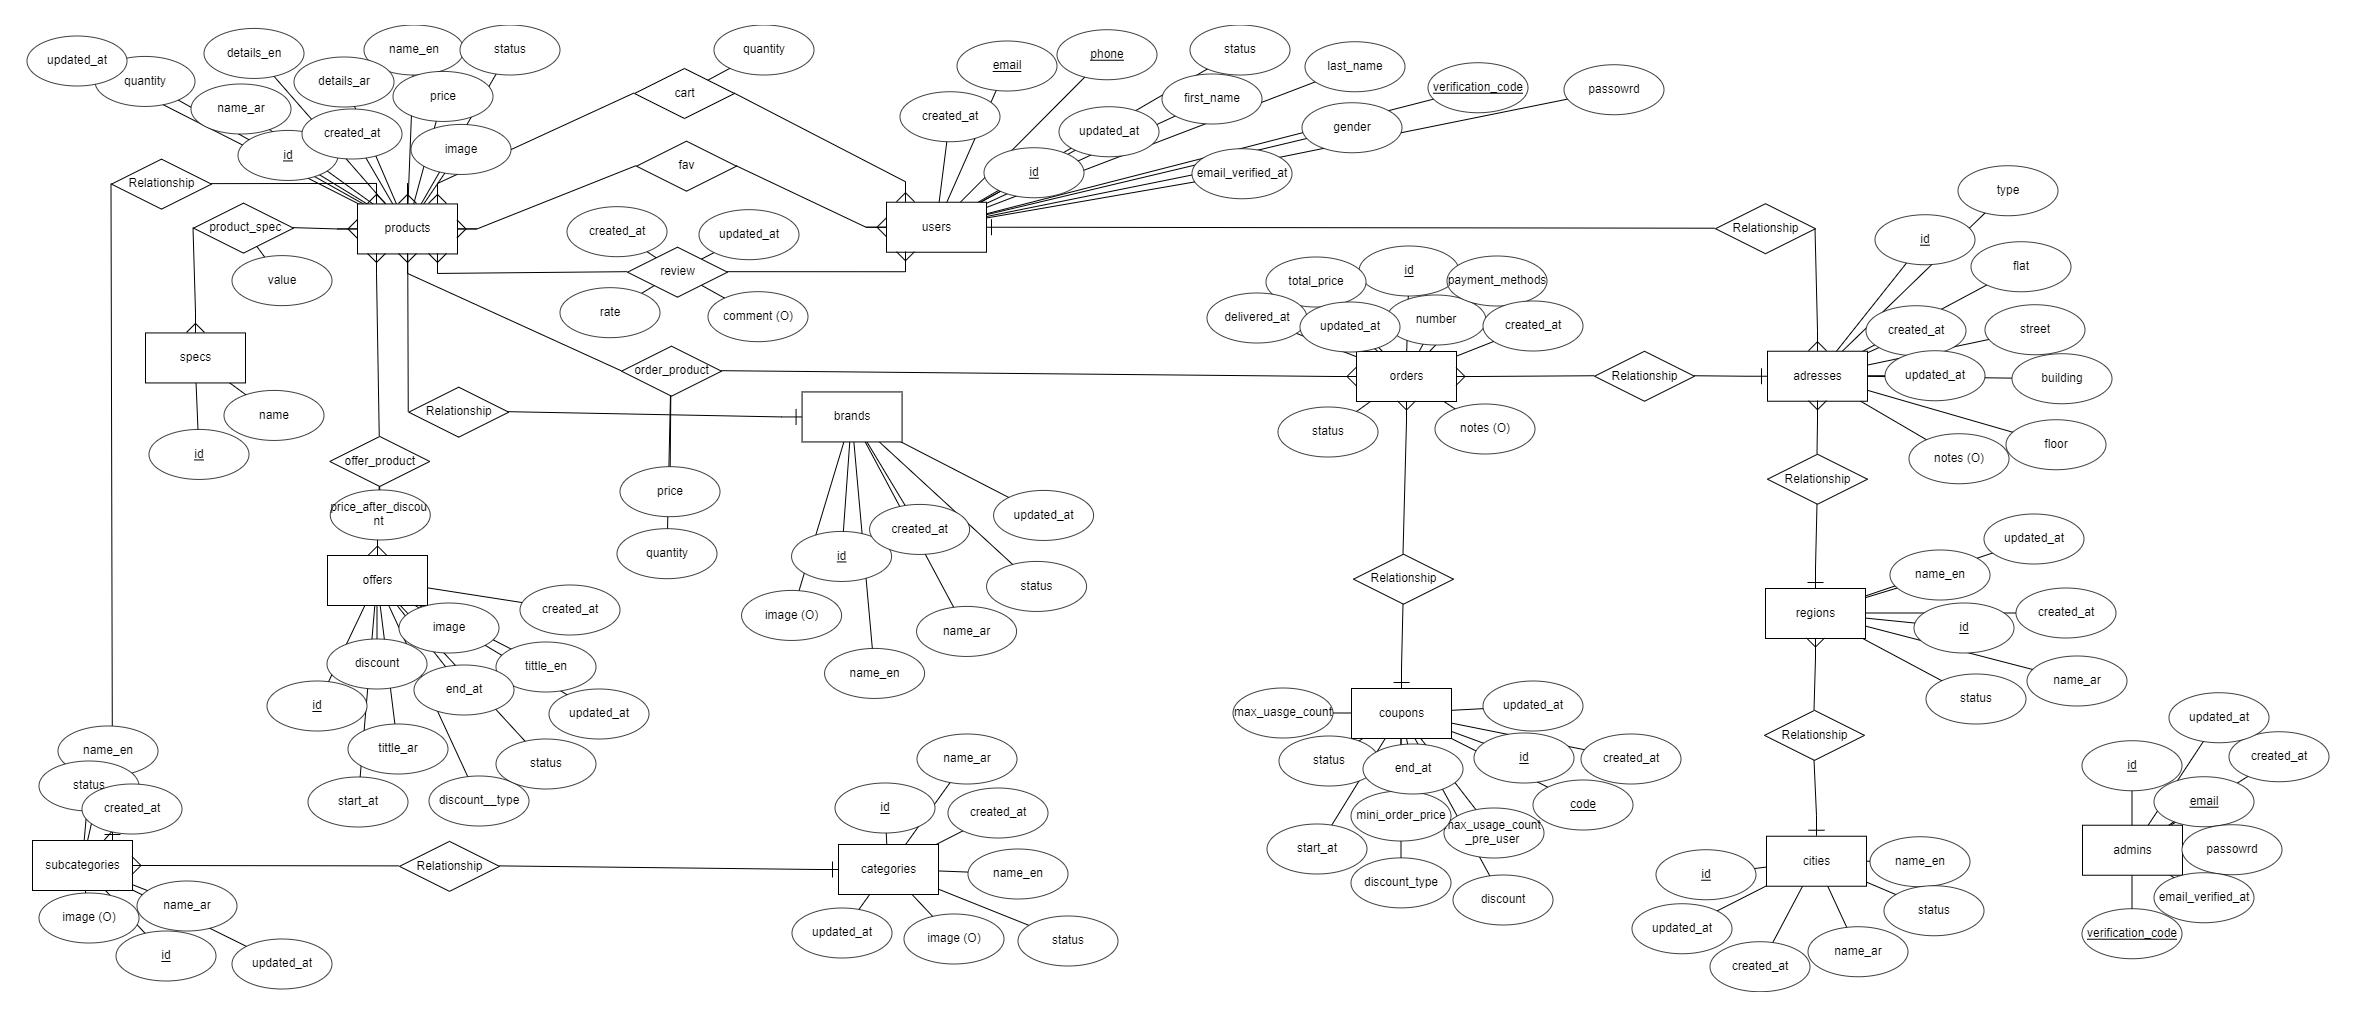 updated_at
quantity
details_en
name_ar
id
details_ar
created_at
name_en
status
price
image
Relationship
product_spec
value
products
specs
name
id
cart
quantity
fav
review
created_at
updated_at
rate
comment (O)
users
email
phone
created_at
updated_at
id
status
first_name
last_name
verification_code
gender
email_verified_at
passowrd
Relationship
type
id
flat
created_at
street
updated_at
building
floor
notes (O)
adresses
Relationship
orders
total_price
id
payment_methods
delivered_at
updated_at
number
created_at
status
notes (O)
order_product
price
quantity
Relationship
brands
id
created_at
updated_at
image (O)
name_en
name_ar
status
offer_product
price_after_discou
nt
offers
created_at
image
discount
tittle_en
id
end_at
updated_at
tittle_ar
status
start_at
discount__type
Relationship
coupons
max_uasge_count
updated_at
status
end_at
id
created_at
code
mini_order_price
max_usage_count
_pre_user
start_at
discount_type
discount
Relationship
regions
updated_at
name_en
created_at
id
name_ar
status
Relationship
cities
id
name_en
updated_at
status
created_at
name_ar
admins
updated_at
id
created_at
email
passowrd
email_verified_at
verification_code
name_en
status
created_at
subcategories
image (O)
name_ar
id
updated_at
Relationship
categories
name_ar
id
created_at
name_en
updated_at
image (O)
status